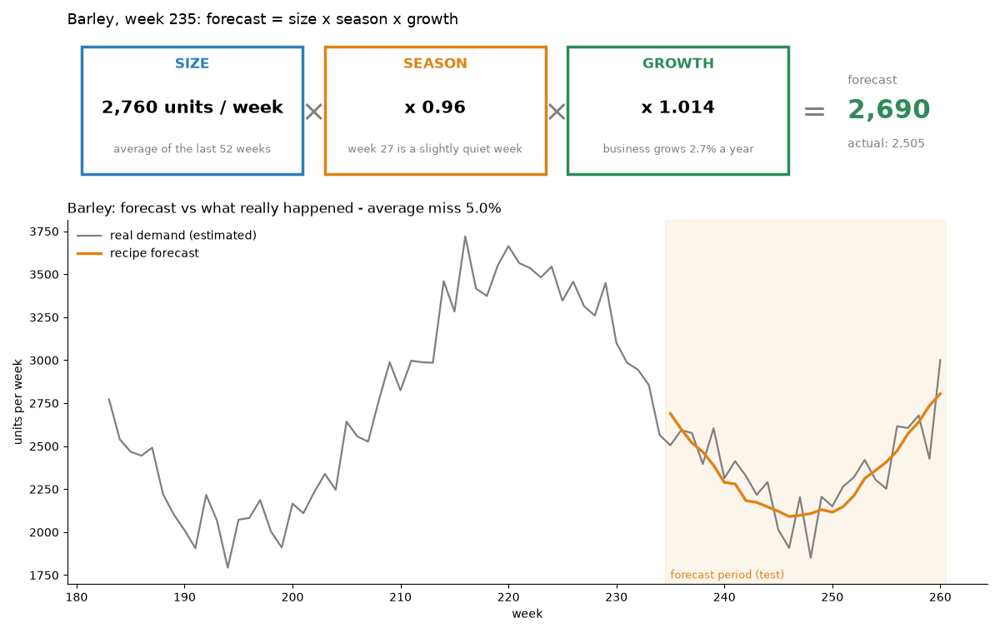 Barley, week 235: forecast = size x season x growth
SIZE
2,760 units / week
average of the last 52 weeks
×
SEASON
x 0.96
week 27 is a slightly quiet week
×
GROWTH
x 1.014
business grows 2.7% a year
=
forecast
2,690
actual: 2,505
Barley: forecast vs what really happened - average miss 5.0%
real demand (estimated)
recipe forecast
3750
3500
3250
3000
2750
2500
2250
2000
1750
units per week
forecast period (test)
180 190 200 210 220 230 240 250 260
week